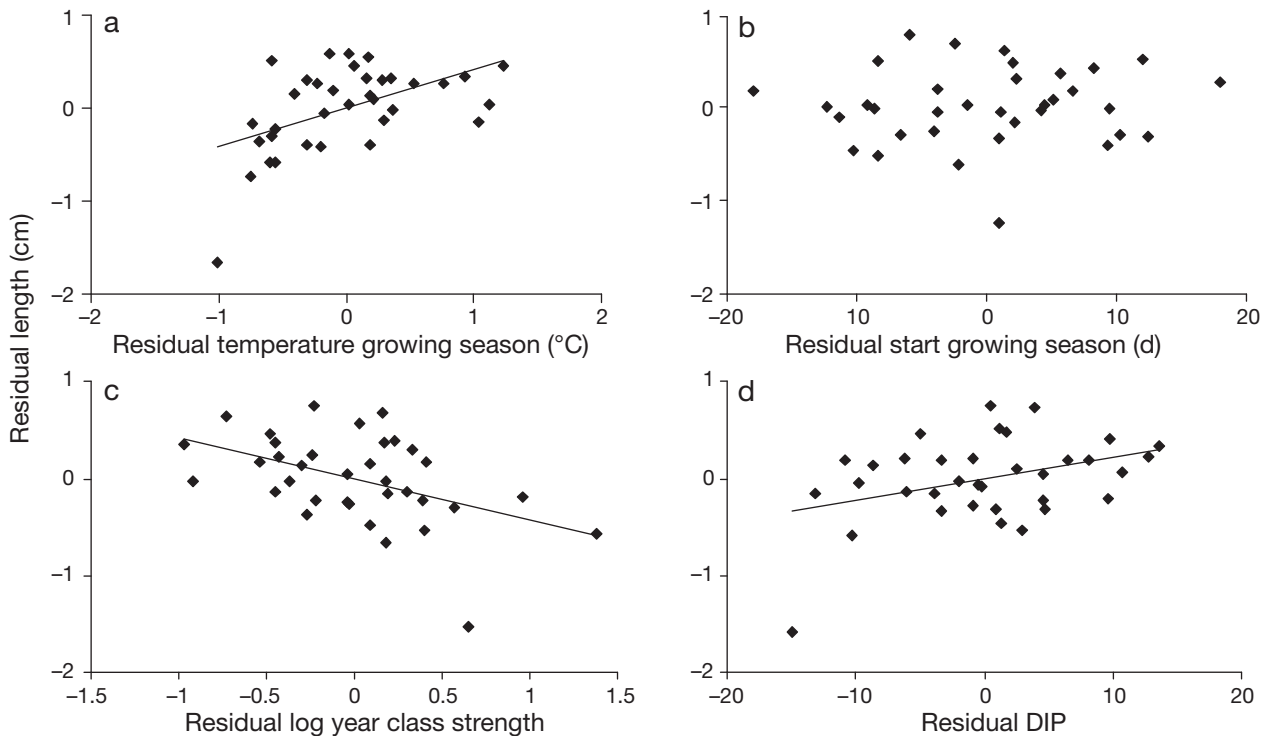 a
1
0
−1
−2
−2 −1 0 1 2
Residual temperature growing season (°C)
b
1
0
−1
−2
−20 10 0 10 20
Residual start growing season (d)
Residual length (cm)
c
1
0
−1
−2
−1.5 −1 −0.5 0 0.5 1 1.5
Residual log year class strength
d
1
0
−1
−2
−20 −10 0 10 20
Residual DIP